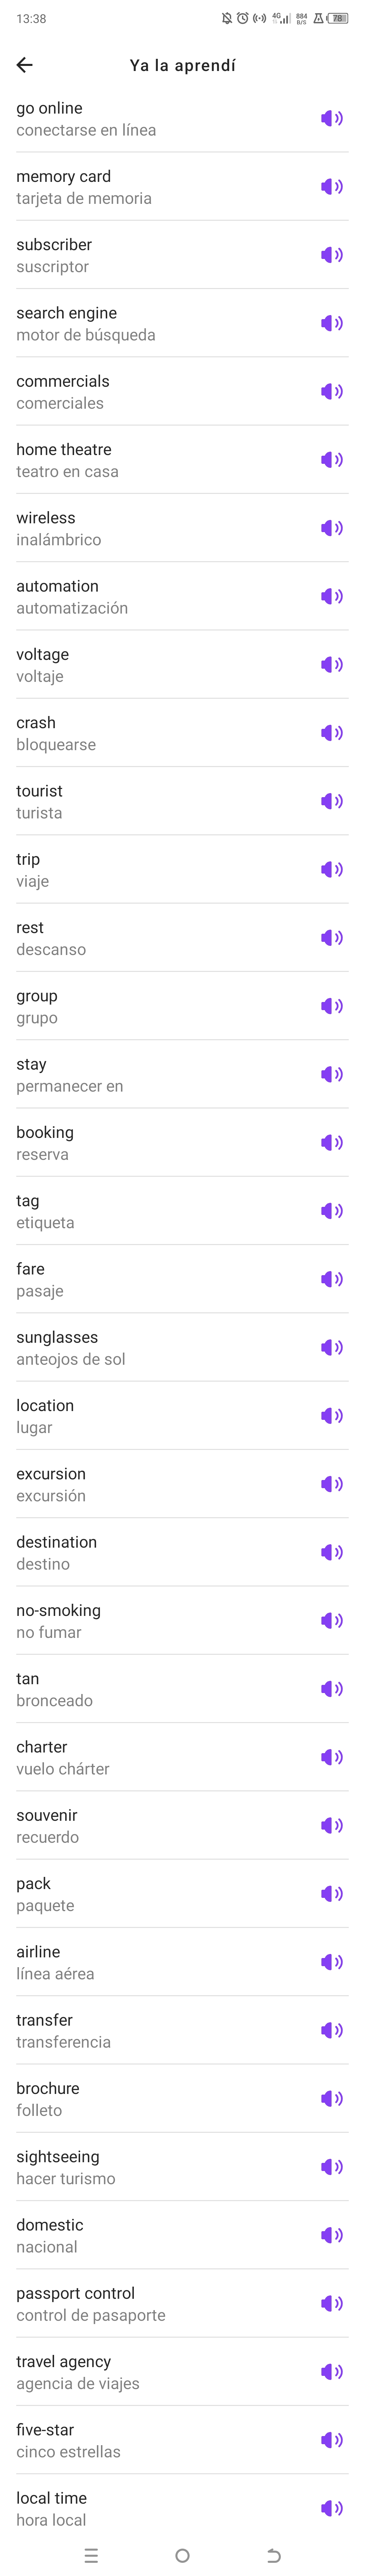 13:38
4G
884
B/S
78
Ya la aprendí
go online
conectarse en línea
memory card
tarjeta de memoria
subscriber
suscriptor
search engine
motor de búsqueda
commercials
comerciales
home theatre
teatro en casa
wireless
inalámbrico
automation
automatización
voltage
voltaje
crash
bloquearse
tourist
turista
trip
viaje
rest
descanso
group
grupo
stay
permanecer en
booking
reserva
tag
etiqueta
fare
pasaje
sunglasses
anteojos de sol
location
lugar
excursion
excursión
destination
destino
no-smoking
no fumar
tan
bronceado
charter
vuelo chárter
souvenir
recuerdo
pack
paquete
airline
línea aérea
transfer
transferencia
brochure
folleto
sightseeing
hacer turismo
domestic
nacional
passport control
control de pasaporte
travel agency
agencia de viajes
five-star
cinco estrellas
local time
hora local